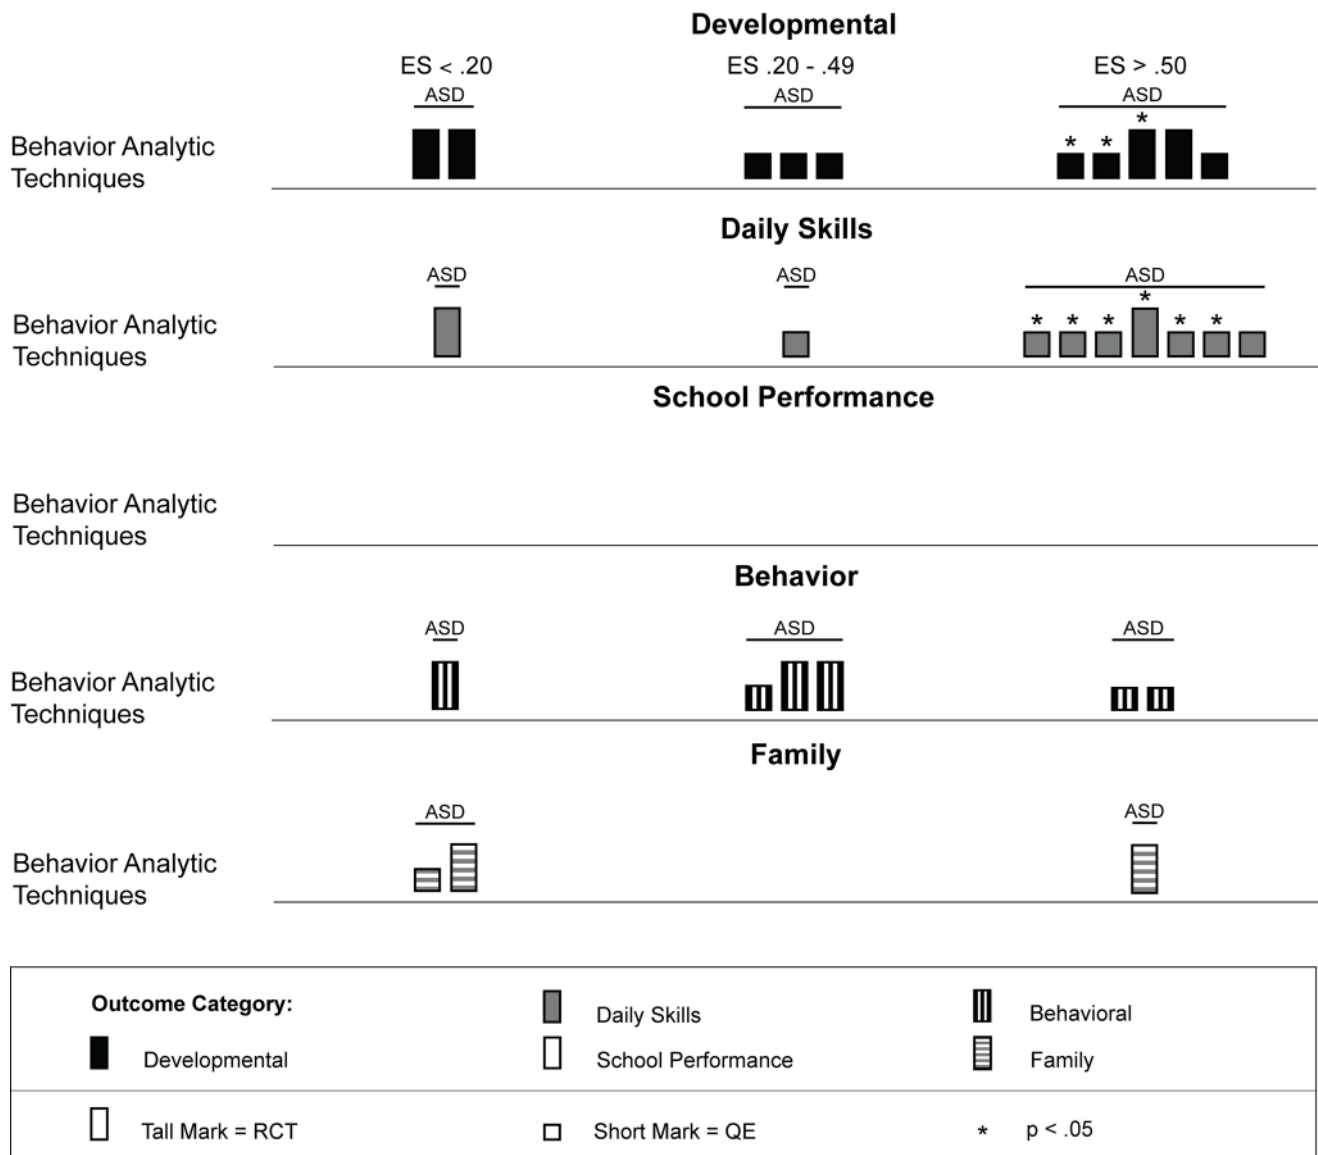 Developmental
ES < .20 ES .20 - .49 ES > .50
ASD ASD ASD
* * *
Behavior Analytic
Techniques
Daily Skills
ASD ASD ASD
* * * * * *
Behavior Analytic
Techniques
School Performance
Behavior Analytic
Techniques
Behavior
ASD ASD ASD
Behavior Analytic
Techniques
Family
ASD ASD
Behavior Analytic
Techniques
Outcome Category: Daily Skills Behavioral
Developmental School Performance Family
Tall Mark = RCT Short Mark = QE * p < .05